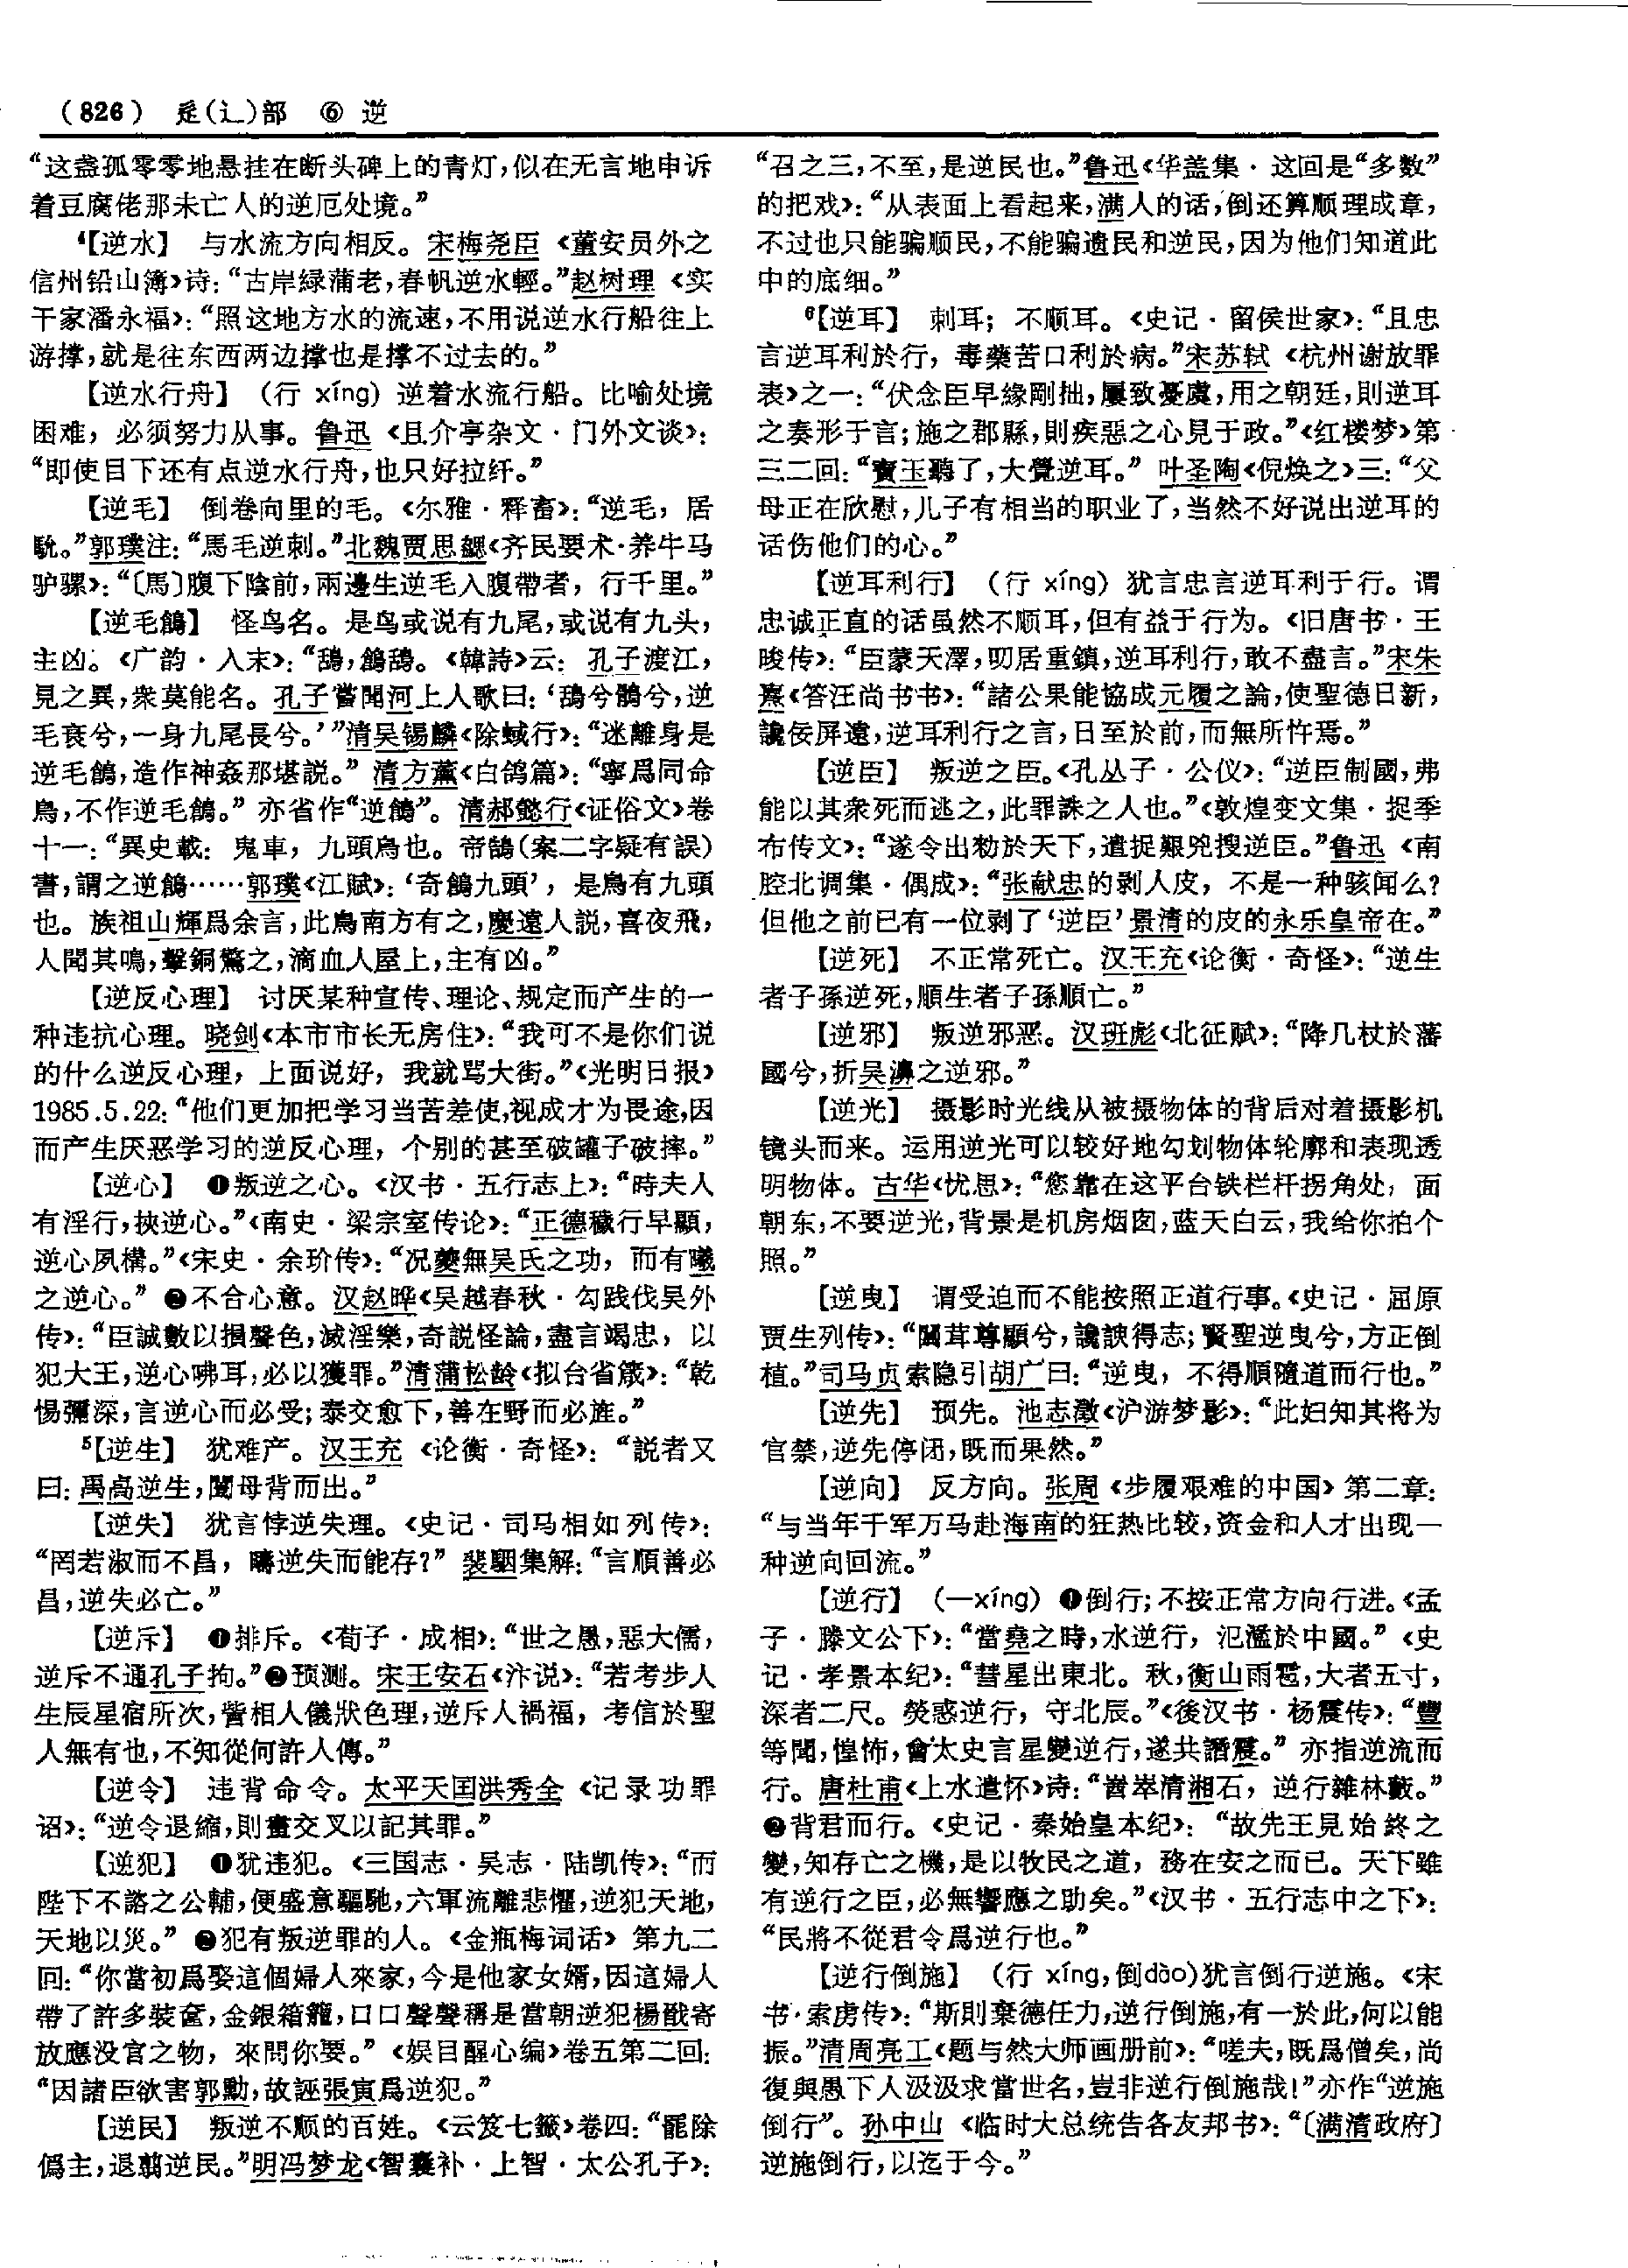 (826) 辵(辶)部 ⑥ 逆
“这盏孤零零地悬挂在断头碑上的青灯,似在无言地申诉
着豆腐佬那未亡人的逆厄处境。”
⁴【逆水】 与水流方向相反。宋梅尧臣《董安员外之
信州铅山簿》诗:“古岸緑蒲老,春帆逆水輕。”赵树理《实
干家潘永福》:“照这地方水的流速,不用说逆水行船往上
游撑,就是往东西两边撑也是撑不过去的。”
【逆水行舟】 (行 xíng) 逆着水流行船。比喻处境
困难,必须努力从事。鲁迅《且介亭杂文·门外文谈》:
“即使目下还有点逆水行舟,也只好拉纤。”
【逆毛】 倒卷向里的毛。《尔雅·释畜》:“逆毛,居
馻。”郭璞注:“馬毛逆刺。”北魏贾思勰《齐民要术·养牛马
驴骡》:“〔馬〕腹下陰前,兩邊生逆毛入腹帶者,行千里。”
【逆毛鶬】 怪鸟名。是鸟或说有九尾,或说有九头,
主凶。《广韵·入末》:“鴰,鶬鴰。《韓詩》云:孔子渡江,
見之異,衆莫能名。孔子嘗聞河上人歌曰:‘鴰兮鶬兮,逆
毛衰兮,一身九尾長兮。’”清吴锡麟《除蜮行》:“迷離身是
逆毛鶬,造作神姦那堪説。”清方薰《白鸽篇》:“寧爲同命
鳥,不作逆毛鶬。”亦省作“逆鶬”。清郝懿行《证俗文》卷
十一:“異史載:鬼車,九頭鳥也。帝鵠(案二字疑有誤)
書,謂之逆鶬……郭璞《江賦》:‘奇鶬九頭’,是鳥有九頭
也。族祖山輝爲余言,此鳥南方有之,慶遠人説,喜夜飛,
人聞其鳴,擊銅驚之,滴血人屋上,主有凶。”
【逆反心理】 讨厌某种宣传、理论、规定而产生的一
种违抗心理。晓剑《本市市长无房住》:“我可不是你们说
的什么逆反心理,上面说好,我就骂大街。”《光明日报》
1985.5.22:“他们更加把学习当苦差使,视成才为畏途,因
而产生厌恶学习的逆反心理,个别的甚至破罐子破摔。”
【逆心】 ❶叛逆之心。《汉书·五行志上》:“時夫人
有淫行,挾逆心。”《南史·梁宗室传论》:“正德穢行早顯,
逆心夙構。”《宋史·余玠传》:“况夔無吴氏之功,而有曦
之逆心。”❷不合心意。汉赵晔《吴越春秋·勾践伐吴外
传》:“臣誠數以損聲色,滅淫樂,奇説怪論,盡言竭忠,以
犯大王,逆心咈耳,必以獲罪。”清蒲松龄《拟台省箴》:“乾
惕彌深,言逆心而必受;泰交愈下,善在野而必旌。”
⁵【逆生】 犹难产。汉王充《论衡·奇怪》:“説者又
曰:禹卨逆生,闓母背而出。”
【逆失】 犹言悖逆失理。《史记·司马相如列传》:
“罔若淑而不昌,疇逆失而能存?”裴駰集解:“言順善必
昌,逆失必亡。”
【逆斥】 ❶排斥。《荀子·成相》:“世之愚,惡大儒,
逆斥不通孔子拘。”❷预测。宋王安石《汴说》:“若考步人
生辰星宿所次,訾相人儀狀色理,逆斥人禍福,考信於聖
人無有也,不知從何許人傳。”
【逆令】 违背命令。太平天国洪秀全《记录功罪
诏》:“逆令退縮,則畫交叉以記其罪。”
【逆犯】 ❶犹违犯。《三国志·吴志·陆凯传》:“而
陛下不諮之公輔,便盛意驅馳,六軍流離悲懼,逆犯天地,
天地以災。”❷犯有叛逆罪的人。《金瓶梅词话》第九二
回:“你當初爲娶這個婦人來家,今是他家女婿,因這婦人
帶了許多裝奩,金銀箱籠,口口聲聲稱是當朝逆犯楊戩寄
放應没官之物,來問你要。”《娱目醒心编》卷五第二回:
“因諸臣欲害郭勳,故誣張寅爲逆犯。”
【逆民】 叛逆不顺的百姓。《云笈七籤》卷四:“罷除
僞主,退翦逆民。”明冯梦龙《智囊补·上智·太公孔子》:
“召之三,不至,是逆民也。”鲁迅《华盖集·这回是“多数”
的把戏》:“从表面上看起来,满人的话,倒还算顺理成章,
不过也只能骗顺民,不能骗遗民和逆民,因为他们知道此
中的底细。”
⁶【逆耳】 刺耳;不顺耳。《史记·留侯世家》:“且忠
言逆耳利於行,毒藥苦口利於病。”宋苏轼《杭州谢放罪
表》之一:“伏念臣早緣剛拙,屢致憂虞,用之朝廷,則逆耳
之奏形于言;施之郡縣,則疾惡之心見于政。”《红楼梦》第
三二回:“寶玉聽了,大覺逆耳。”叶圣陶《倪焕之》三:“父
母正在欣慰,儿子有相当的职业了,当然不好说出逆耳的
话伤他们的心。”
【逆耳利行】 (行 xíng) 犹言忠言逆耳利于行。谓
忠诚正直的话虽然不顺耳,但有益于行为。《旧唐书·王
晙传》:“臣蒙天澤,叨居重鎮,逆耳利行,敢不盡言。”宋朱
熹《答汪尚书书》:“諸公果能協成元履之論,使聖德日新,
讒佞屏遠,逆耳利行之言,日至於前,而無所忤焉。”
【逆臣】 叛逆之臣。《孔丛子·公仪》:“逆臣制國,弗
能以其衆死而逃之,此罪誅之人也。”《敦煌变文集·捉季
布传文》:“遂令出勑於天下,遣捉艱兇搜逆臣。”鲁迅《南
腔北调集·偶成》:“张献忠的剥人皮,不是一种骇闻么?
但他之前已有一位剥了‘逆臣’景清的皮的永乐皇帝在。”
【逆死】 不正常死亡。汉王充《论衡·奇怪》:“逆生
者子孫逆死,順生者子孫順亡。”
【逆邪】 叛逆邪恶。汉班彪《北征赋》:“降几杖於藩
國兮,折吴濞之逆邪。”
【逆光】 摄影时光线从被摄物体的背后对着摄影机
镜头而来。运用逆光可以较好地勾划物体轮廓和表现透
明物体。古华《忧思》:“您靠在这平台铁栏杆拐角处,面
朝东,不要逆光,背景是机房烟囱,蓝天白云,我给你拍个
照。”
【逆曳】 谓受迫而不能按照正道行事。《史记·屈原
贾生列传》:“闒茸尊顯兮,讒諛得志;賢聖逆曳兮,方正倒
植。”司马贞索隐引胡广曰:“逆曳,不得順隨道而行也。”
【逆先】 预先。池志澂《沪游梦影》:“此妇知其将为
官禁,逆先停闭,既而果然。”
【逆向】 反方向。张周《步履艰难的中国》第二章:
“与当年千军万马赴海南的狂热比较,资金和人才出现一
种逆向回流。”
【逆行】 (—xíng) ❶倒行;不按正常方向行进。《孟
子·滕文公下》:“當堯之時,水逆行,氾濫於中國。”《史
记·孝景本纪》:“彗星出東北。秋,衡山雨雹,大者五寸,
深者二尺。熒惑逆行,守北辰。”《後汉书·杨震传》:“豐
等聞,惶怖,會太史言星變逆行,遂共譖震。”亦指逆流而
行。唐杜甫《上水遣怀》诗:“崷崒清湘石,逆行雜林藪。”
❷背君而行。《史记·秦始皇本纪》:“故先王見始終之
變,知存亡之機,是以牧民之道,務在安之而已。天下雖
有逆行之臣,必無響應之助矣。”《汉书·五行志中之下》:
“民將不從君令爲逆行也。”
【逆行倒施】 (行 xíng,倒dào)犹言倒行逆施。《宋
书·索虏传》:“斯則棄德任力,逆行倒施,有一於此,何以能
振。”清周亮工《题与然大师画册前》:“嗟夫,既爲僧矣,尚
復與愚下人汲汲求當世名,豈非逆行倒施哉!”亦作“逆施
倒行”。孙中山《临时大总统告各友邦书》:“〔满清政府〕
逆施倒行,以迄于今。”